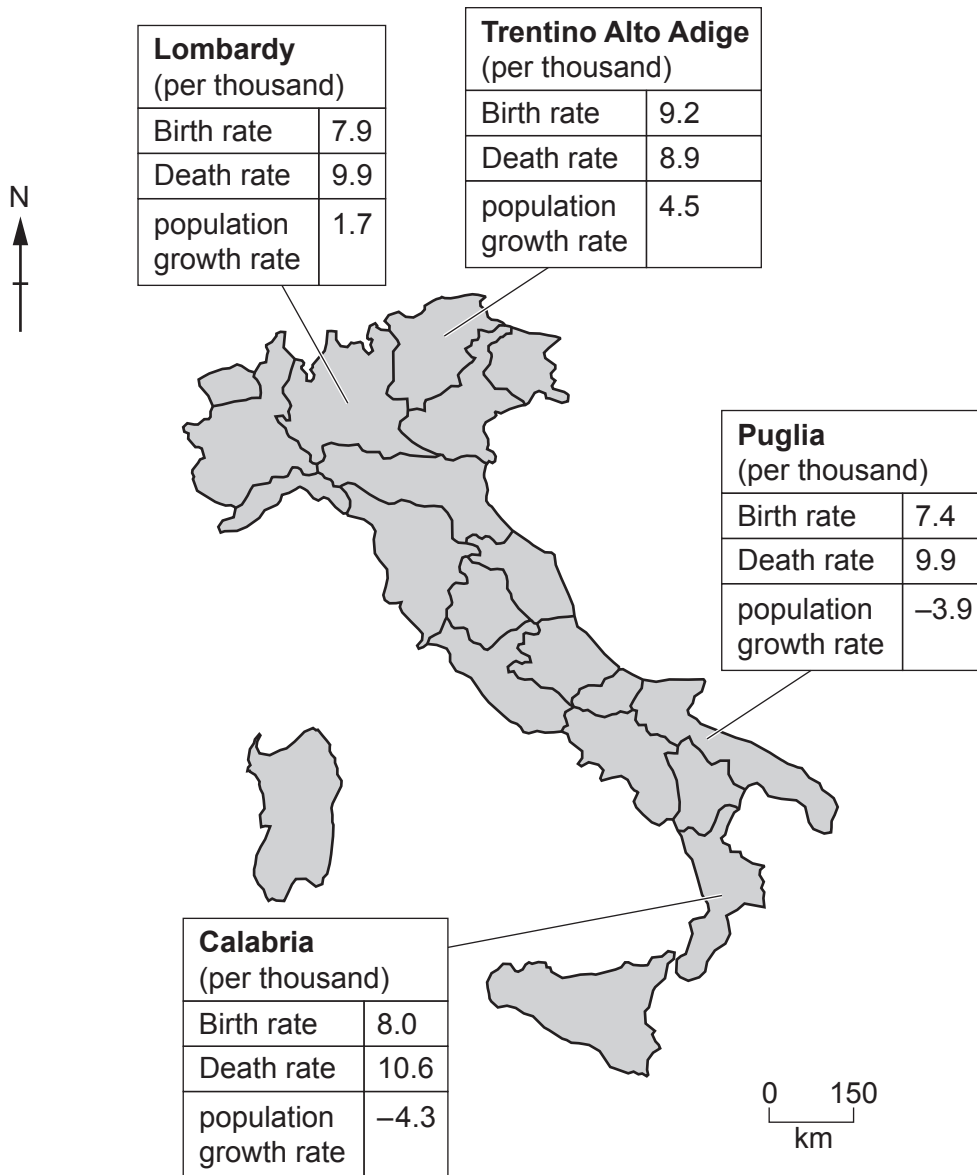 Lombardy
(per thousand)
Birth rate 7.9
Death rate 9.9
population
growth rate 1.7
Trentino Alto Adige
(per thousand)
Birth rate 9.2
Death rate 8.9
population
growth rate 4.5
N
Puglia
(per thousand)
Birth rate 7.4
Death rate 9.9
population
growth rate –3.9
Calabria
(per thousand)
Birth rate 8.0
Death rate 10.6
population
growth rate –4.3
0 150
km